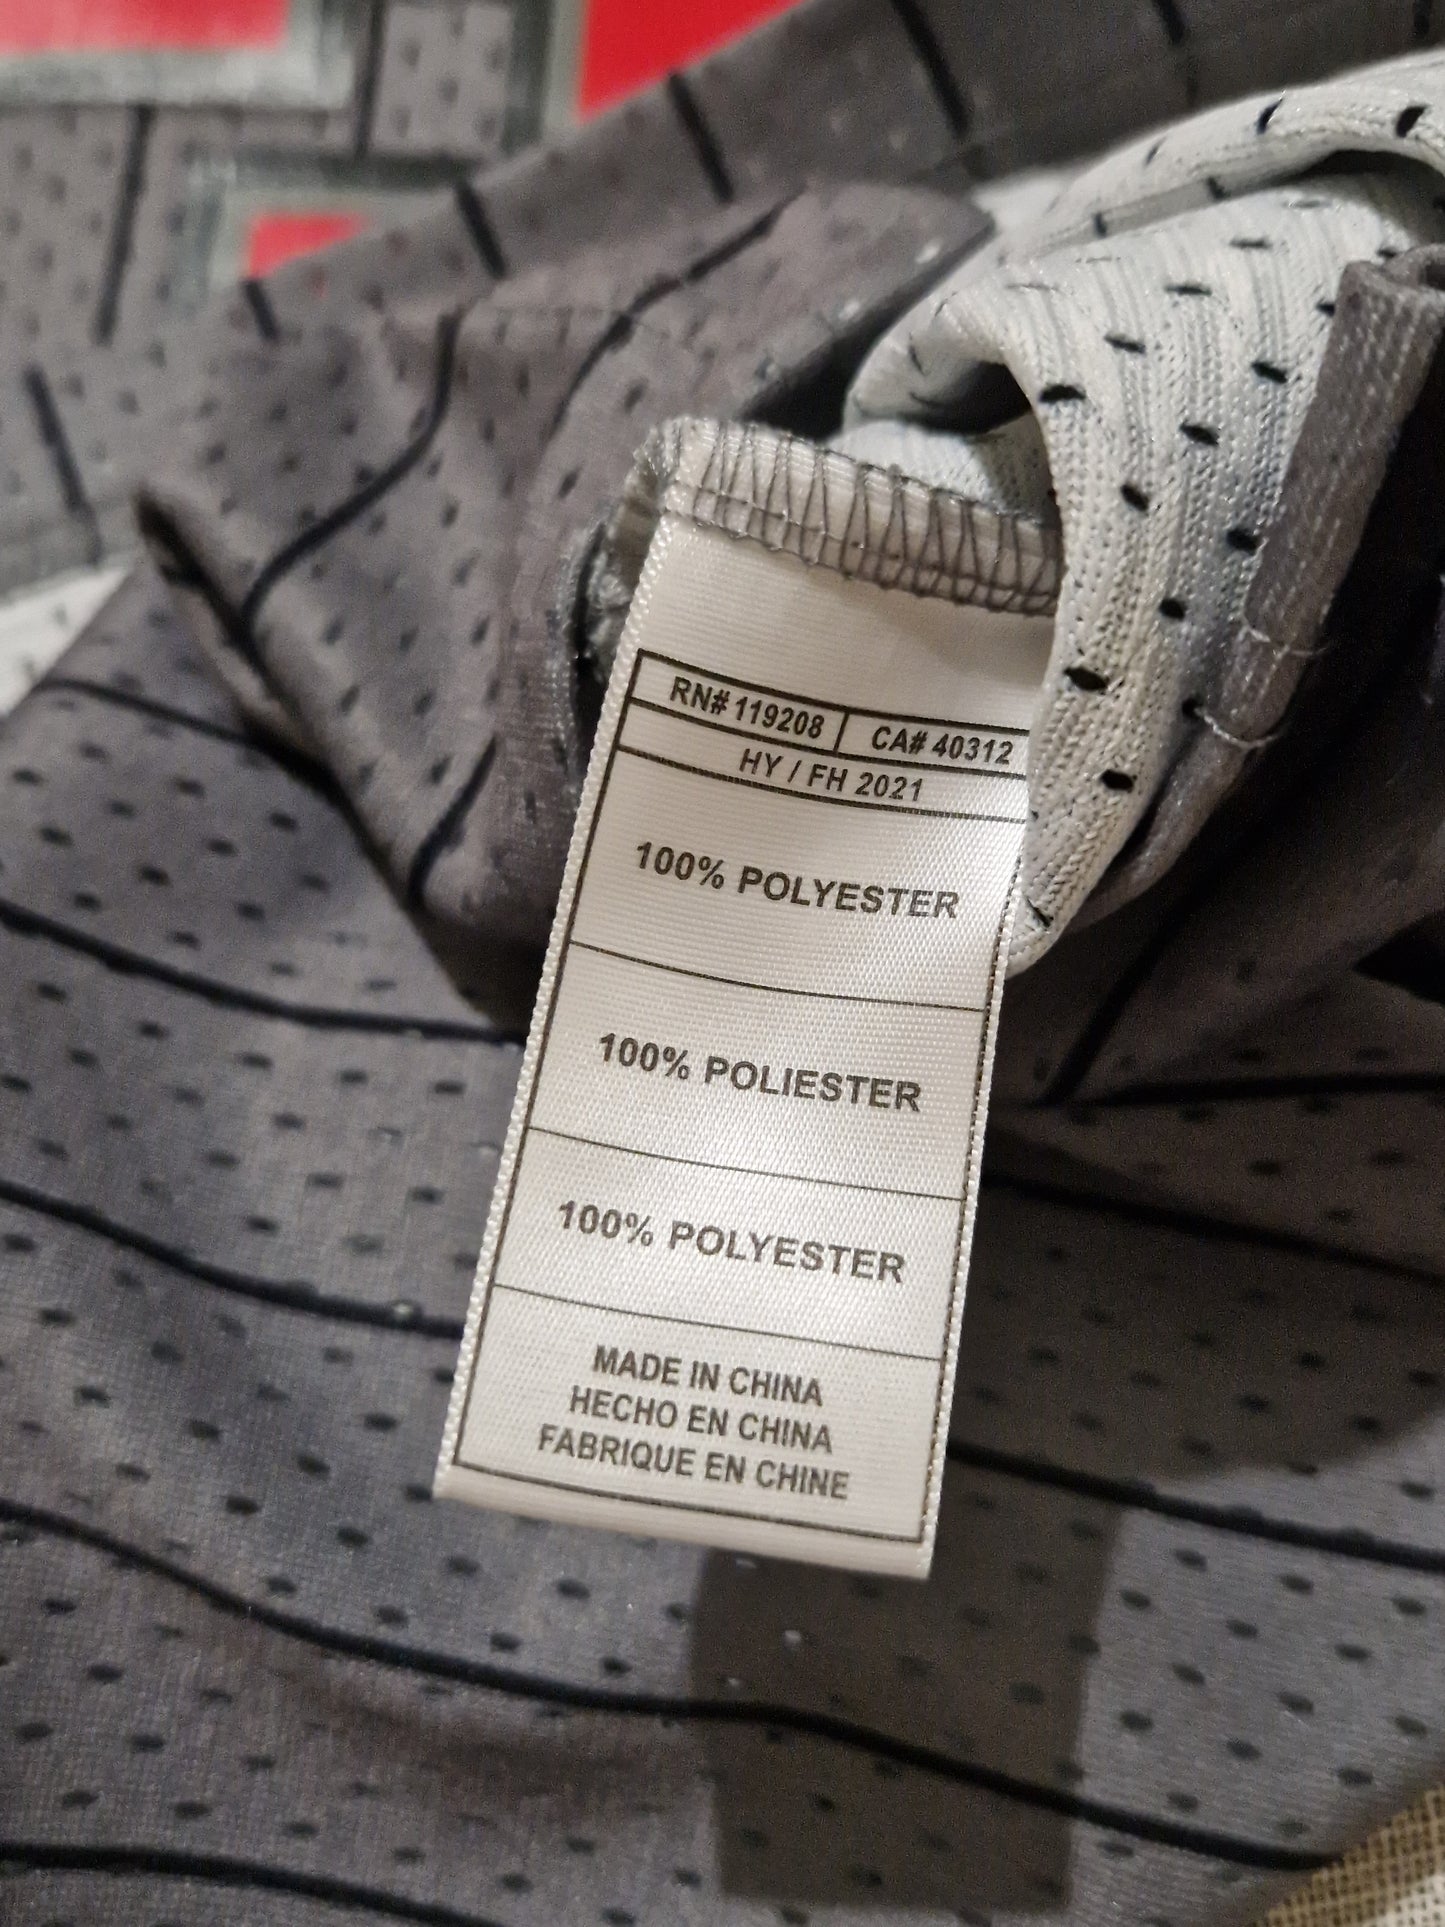 RN# 119208 CA# 40312
HY / FH 2021
100% POLYESTER
100% POLIESTER
100% POLYESTER
MADE IN CHINA
HECHO EN CHINA
FABRIQUE EN CHINE